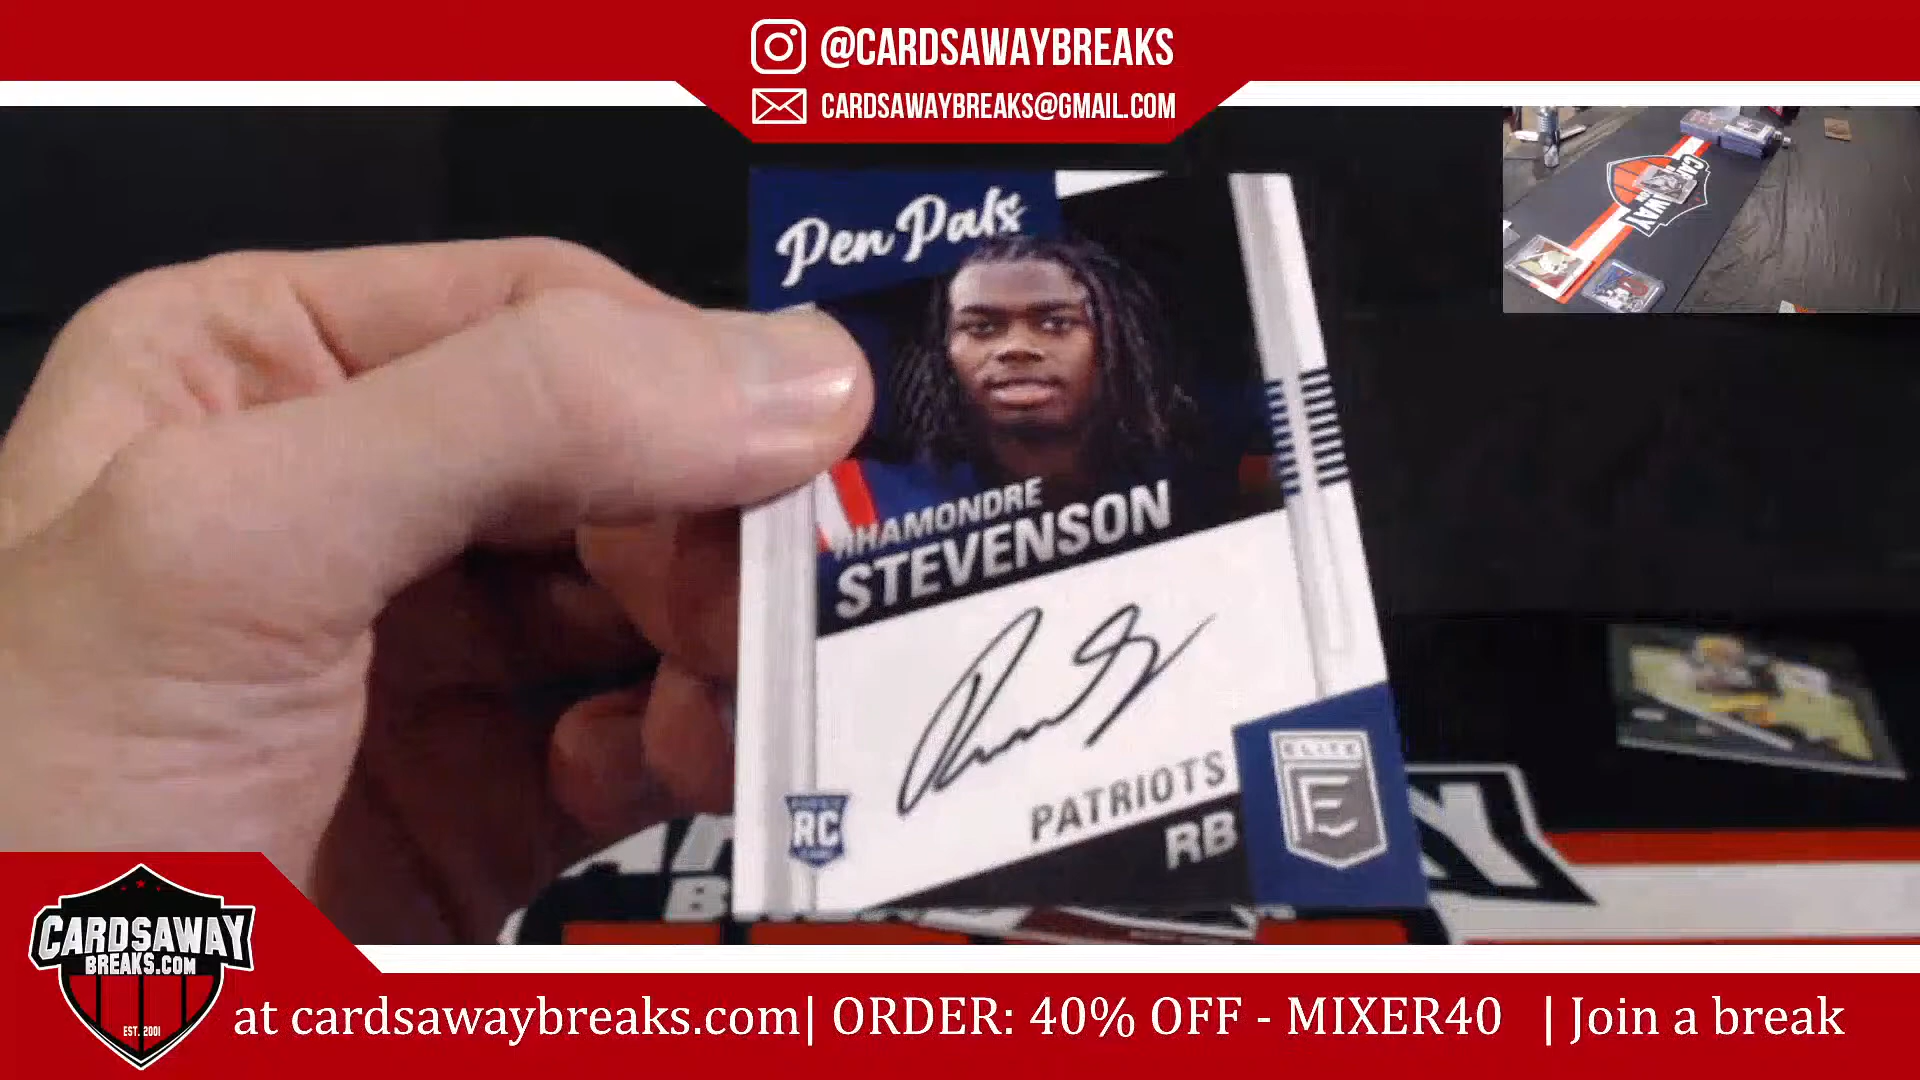 @CARDSAWAYBREAKS
CARDSAWAYBREAKS@GMAIL.COM
Pen Pals
RHAMONDRE
STEVENSON
RC
PATRIOTS
RB
ELITE
E
CARDSAWAY
BREAKS.COM
EST. 2001
at cardsawaybreaks.com| ORDER: 40% OFF - MIXER40 | Join a break